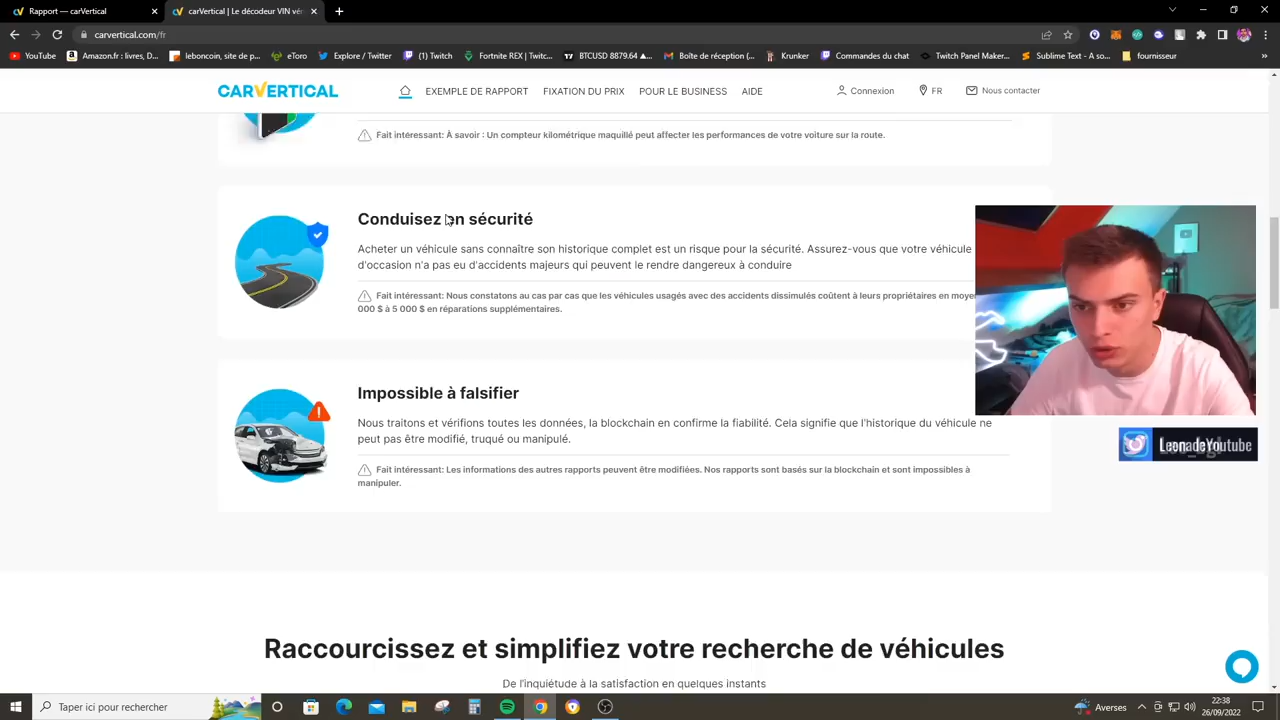 Rapport — carVertical
carVertical | Le décodeur VIN vé
carvertical.com/fr
YouTube
Amazon.fr : livres, D...
leboncoin, site de p...
eToro
Explore / Twitter
(1) Twitch
Fortnite REX | Twitc...
BTCUSD 8879.64 ▲...
Boîte de réception (...
Krunker
Commandes du chat
Twitch Panel Maker...
Sublime Text - A so...
fournisseur
»
CARVERTICAL
EXEMPLE DE RAPPORT
FIXATION DU PRIX
POUR LE BUSINESS
AIDE
Connexion
FR
Nous contacter
Fait intéressant: À savoir : Un compteur kilométrique maquillé peut affecter les performances de votre voiture sur la route.
Conduisez en sécurité
Acheter un véhicule sans connaître son historique complet est un risque pour la sécurité. Assurez-vous que votre véhicule
d'occasion n'a pas eu d'accidents majeurs qui peuvent le rendre dangereux à conduire
Fait intéressant: Nous constatons au cas par cas que les véhicules usagés avec des accidents dissimulés coûtent à leurs propriétaires en moye
000 $ à 5 000 $ en réparations supplémentaires.
Impossible à falsifier
Nous traitons et vérifions toutes les données, la blockchain en confirme la fiabilité. Cela signifie que l'historique du véhicule ne
peut pas être modifié, truqué ou manipulé.
Fait intéressant: Les informations des autres rapports peuvent être modifiées. Nos rapports sont basés sur la blockchain et sont impossibles à
manipuler.
Raccourcissez et simplifiez votre recherche de véhicules
De l'inquiétude à la satisfaction en quelques instants
Taper ici pour rechercher
Averses
22:38
26/09/2022